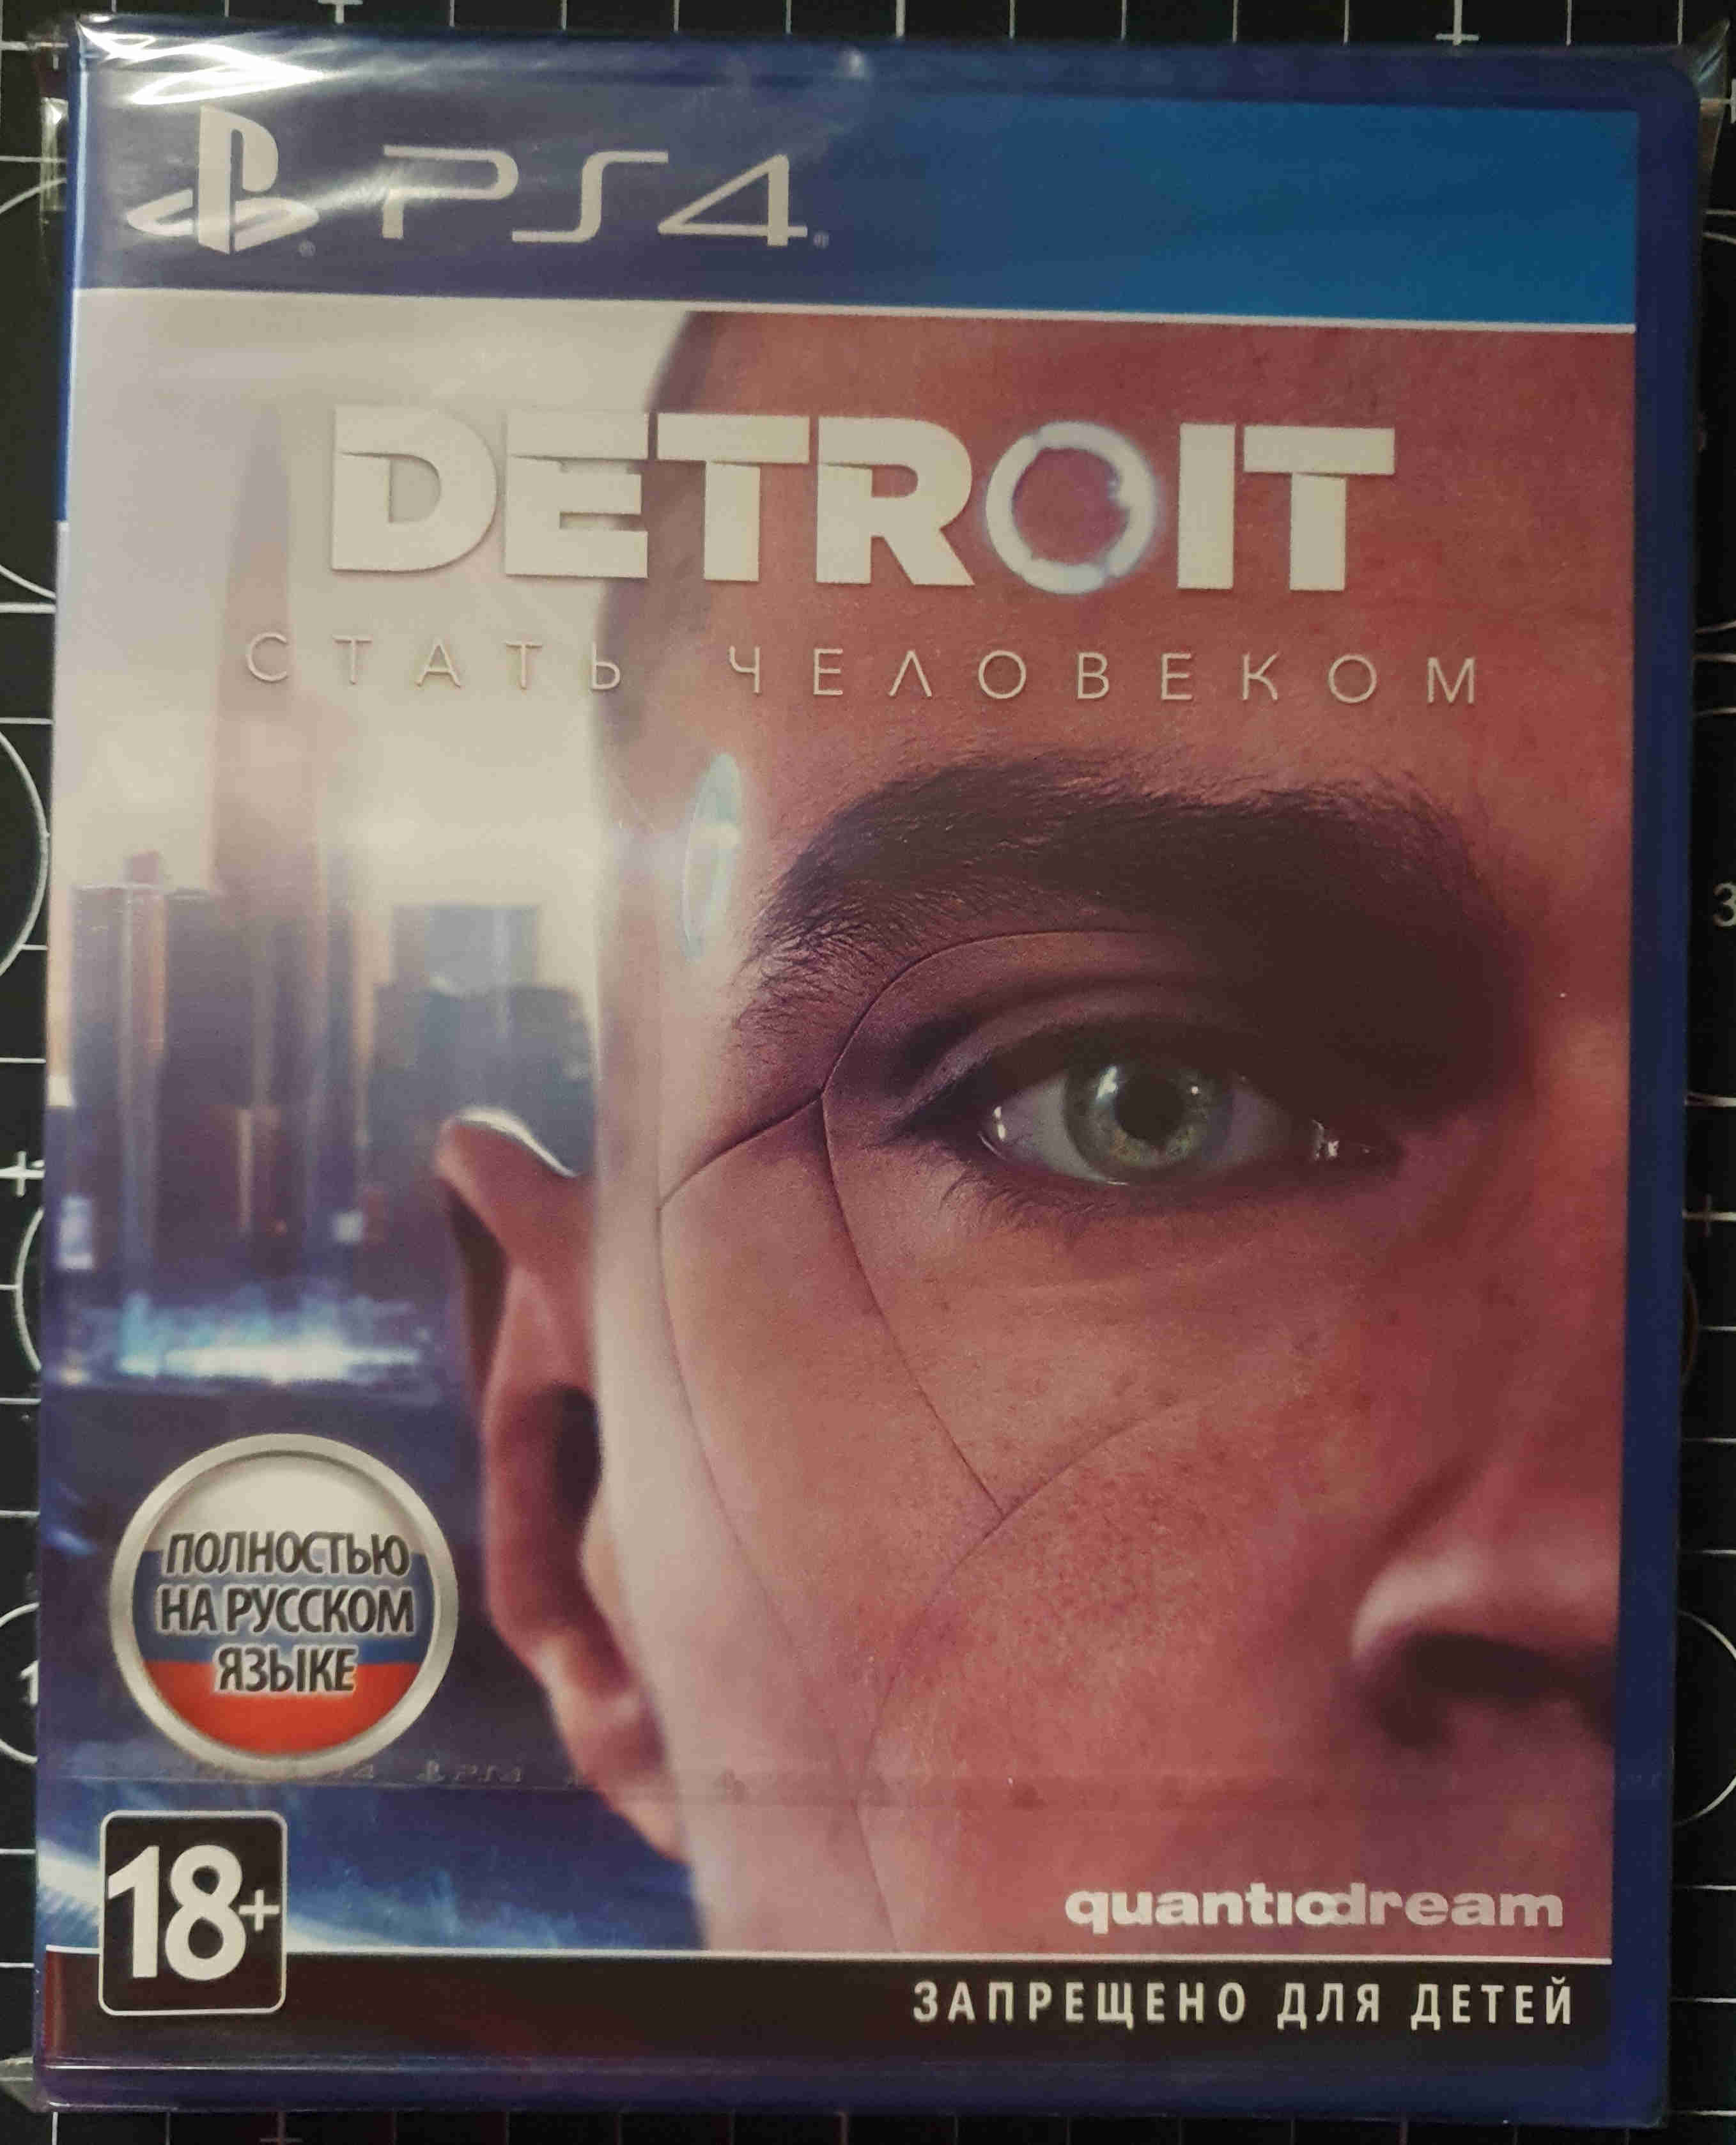 PS4
DETROIT
СТАТЬ ЧЕЛОВЕКОМ
ПОЛНОСТЬЮ
НА РУССКОМ
ЯЗЫКЕ
18+
quanticdream
ЗАПРЕЩЕНО ДЛЯ ДЕТЕЙ